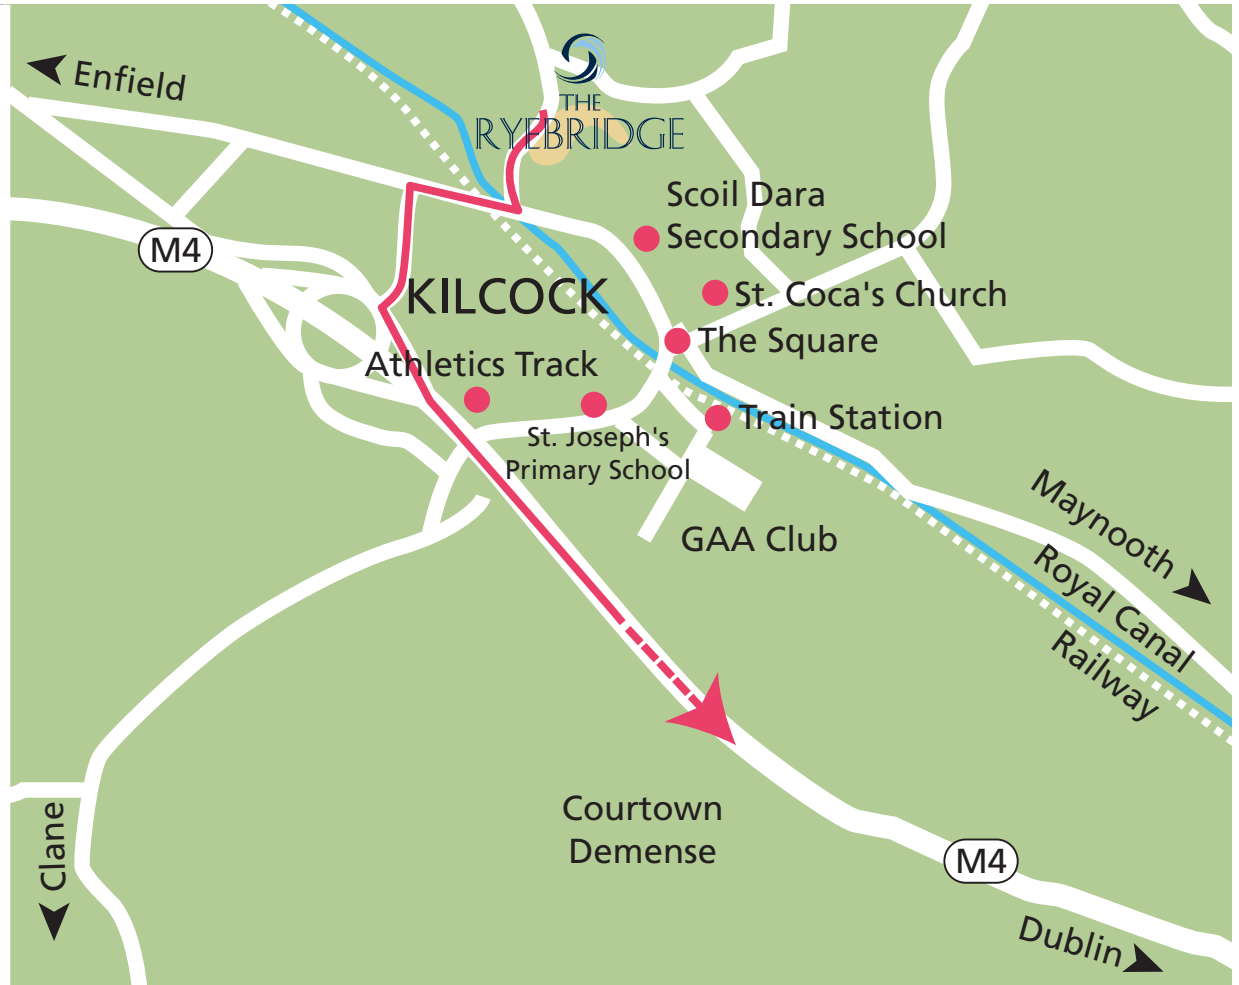 Enfield
THE
RYEBRIDGE
Scoil Dara
Secondary School
M4
KILCOCK
St. Coca's Church
The Square
Athletics Track
Train Station
St. Joseph's
Primary School
GAA Club
Maynooth
Royal Canal
Railway
Courtown
Demense
Clane
M4
Dublin